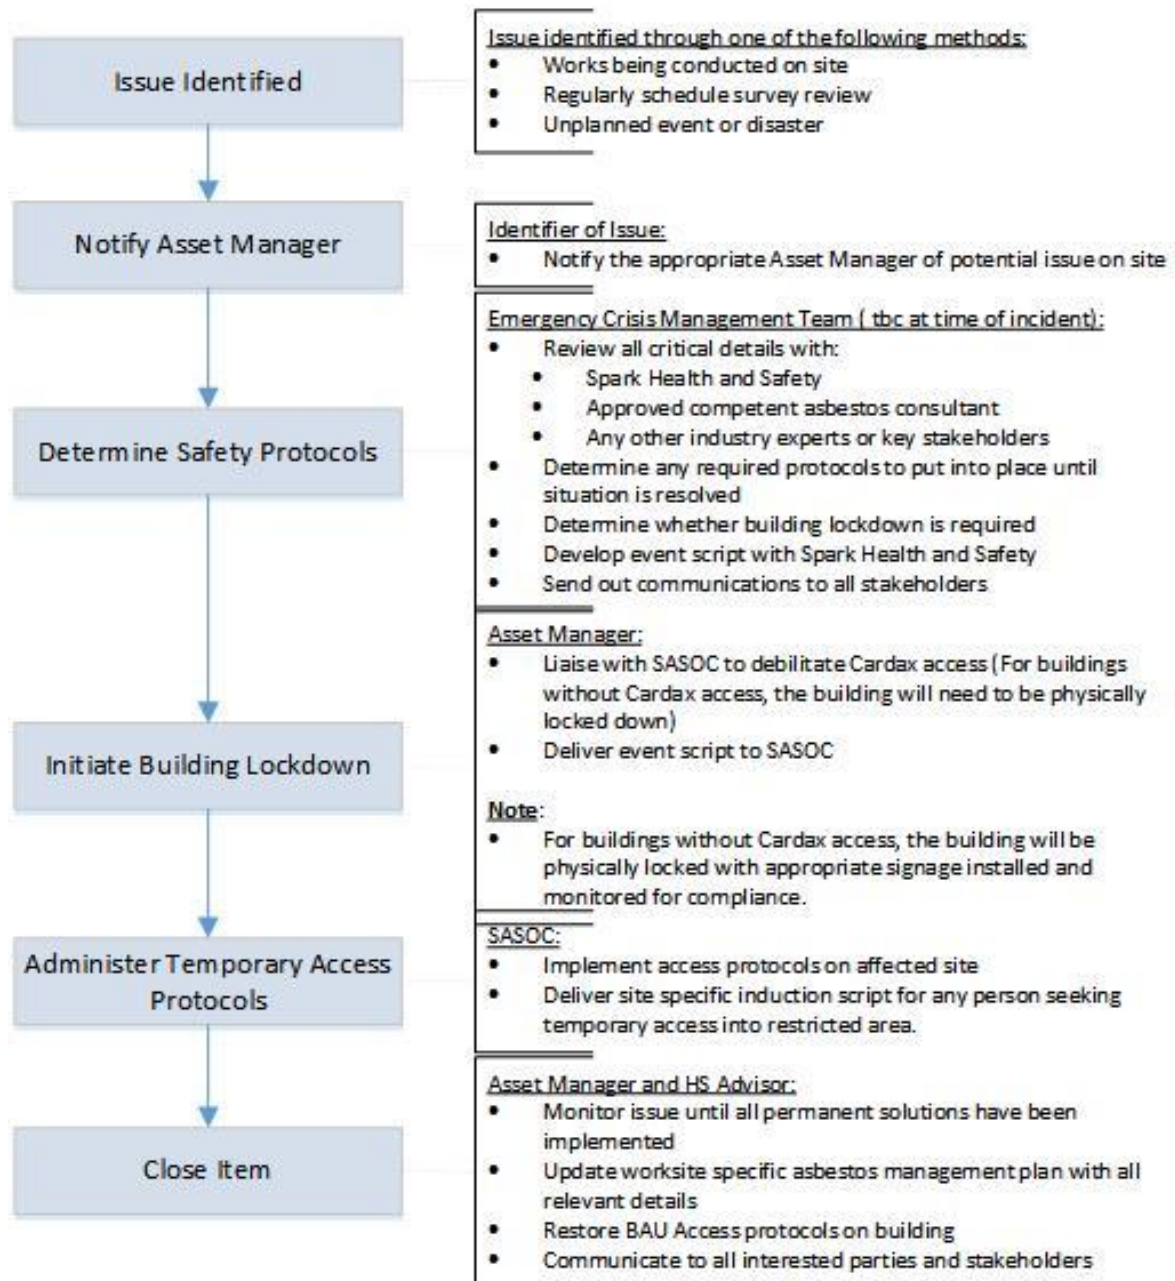 Issue Identified
Issue identified through one of the following methods:
• Works being conducted on site
• Regularly schedule survey review
• Unplanned event or disaster
Notify Asset Manager
Identifier of Issue:
• Notify the appropriate Asset Manager of potential issue on site
Determine Safety Protocols
Emergency Crisis Management Team ( tbc at time of incident):
• Review all critical details with:
• Spark Health and Safety
• Approved competent asbestos consultant
• Any other industry experts or key stakeholders
• Determine any required protocols to put into place until
situation is resolved
• Determine whether building lockdown is required
• Develop event script with Spark Health and Safety
• Send out communications to all stakeholders
Initiate Building Lockdown
Asset Manager:
• Liaise with SASOC to debilitate Cardax access (For buildings
without Cardax access, the building will need to be physically
locked down)
• Deliver event script to SASOC
Note:
• For buildings without Cardax access, the building will be
physically locked with appropriate signage installed and
monitored for compliance.
Administer Temporary Access
Protocols
SASOC:
• Implement access protocols on affected site
• Deliver site specific induction script for any person seeking
temporary access into restricted area.
Close Item
Asset Manager and HS Advisor:
• Monitor issue until all permanent solutions have been
implemented
• Update worksite specific asbestos management plan with all
relevant details
• Restore BAU Access protocols on building
• Communicate to all interested parties and stakeholders